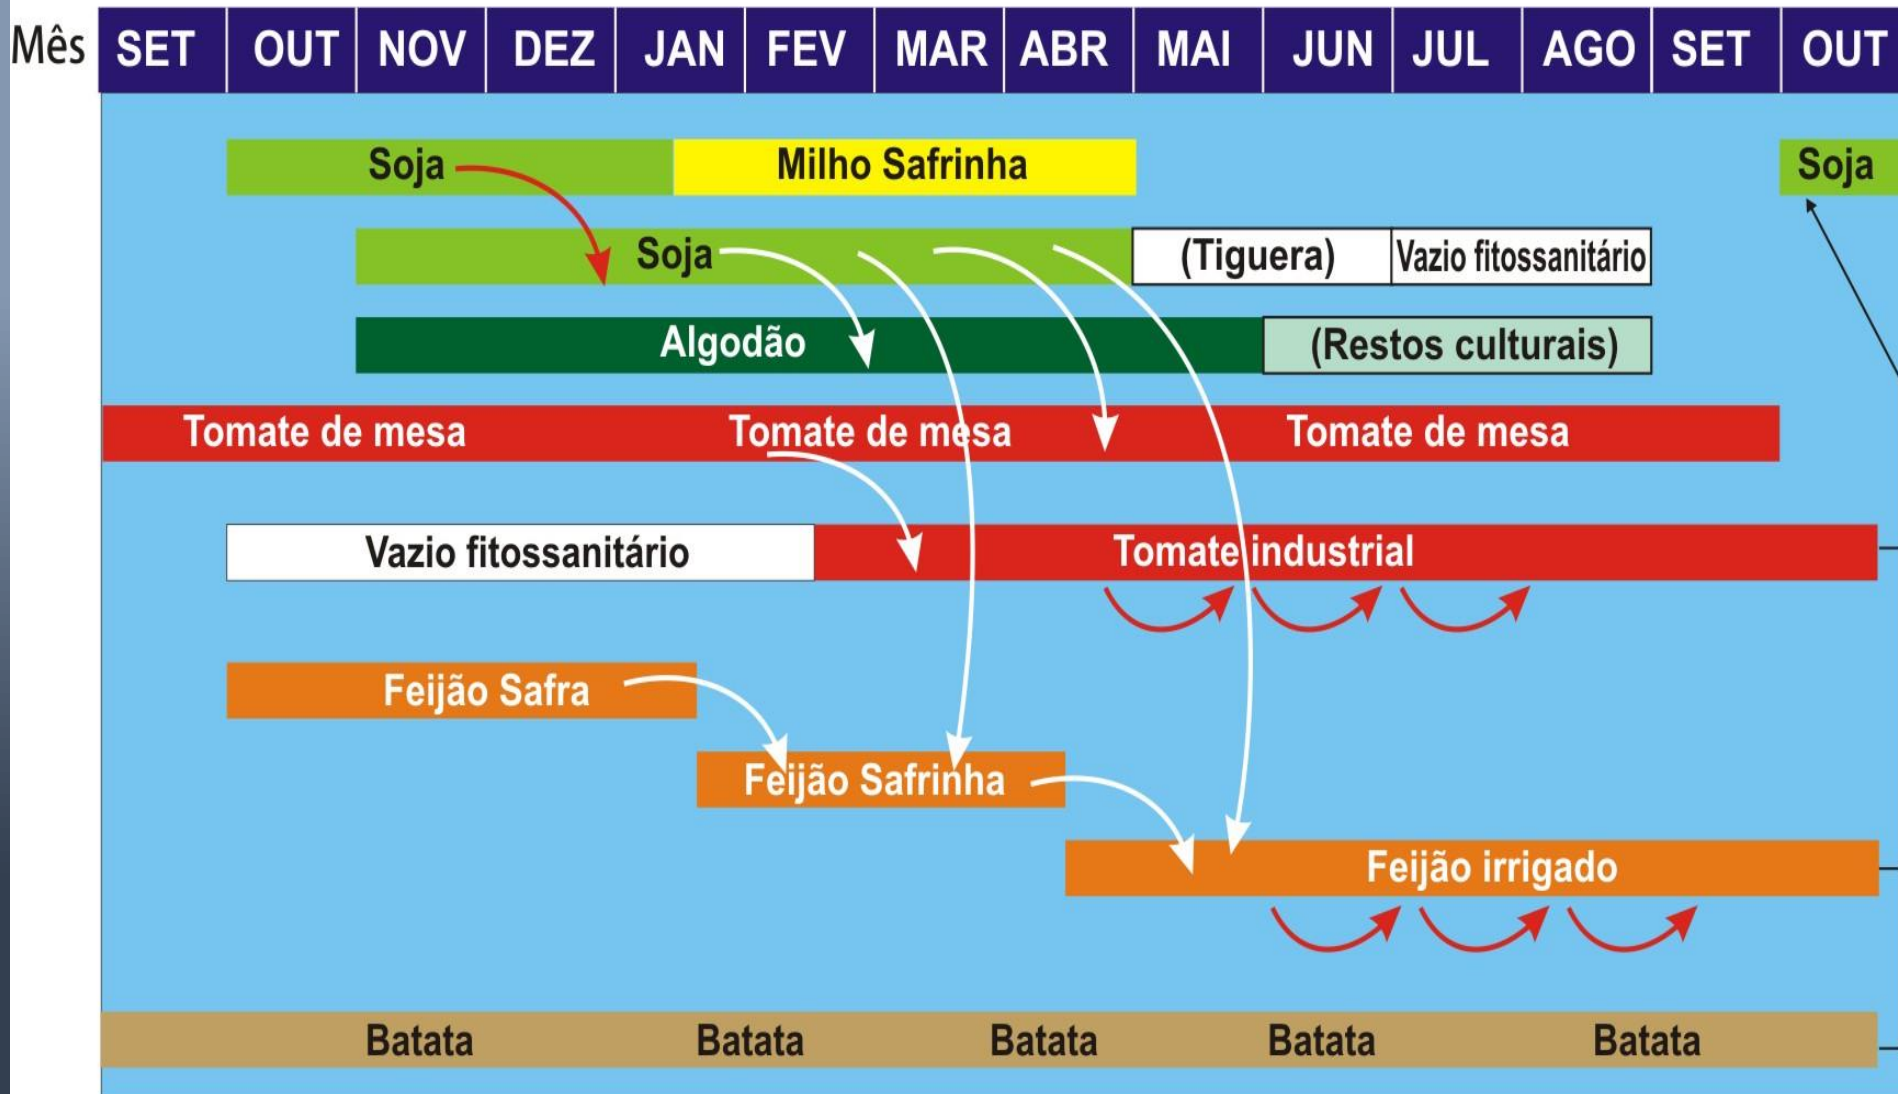 Mês SET OUT NOV DEZ JAN FEV MAR ABR MAI JUN JUL AGO SET OUT
Soja Milho Safrinha Soja
Soja (Tiguera) Vazio fitossanitário
Algodão (Restos culturais)
Tomate de mesa Tomate de mesa Tomate de mesa
Vazio fitossanitário Tomate industrial
Feijão Safra
Feijão Safrinha
Feijão irrigado
Batata Batata Batata Batata Batata